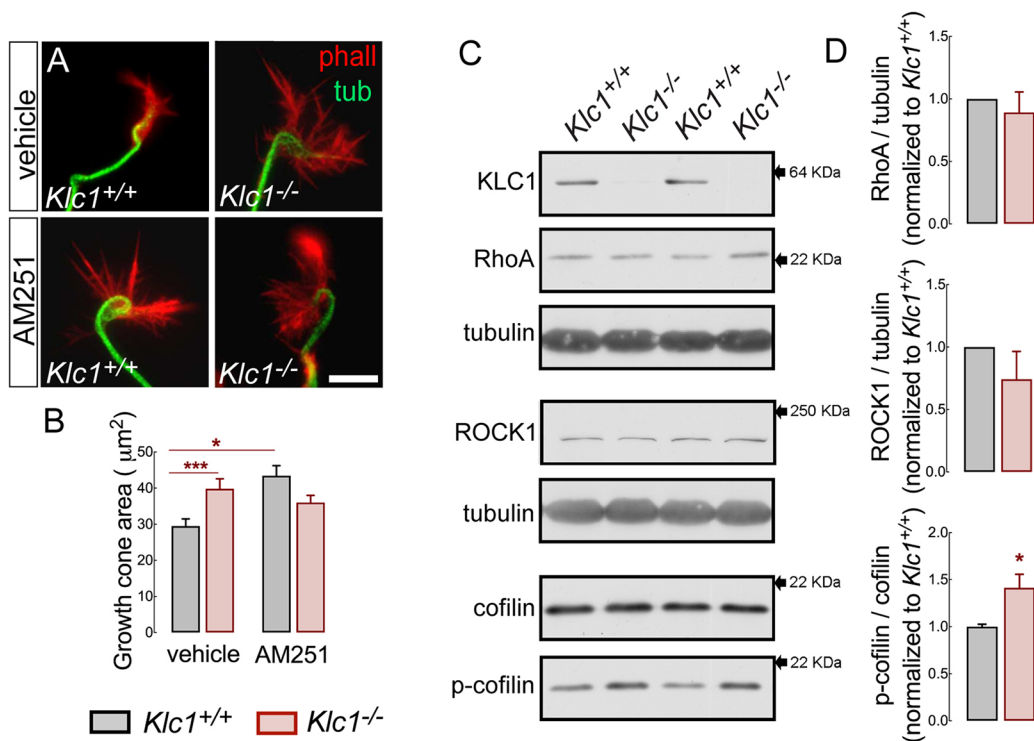 A
vehicle
phall
tub
Klc1+/+
Klc1-/-
AM251
Klc1+/+
Klc1-/-
B
Growth cone area ( µm2)
50
40
30
20
10
0
*
***
vehicle
AM251
Klc1+/+
Klc1-/-
C
Klc1+/+
Klc1-/-
Klc1+/+
Klc1-/-
KLC1
64 KDa
RhoA
22 KDa
tubulin
ROCK1
250 KDa
tubulin
cofilin
22 KDa
p-cofilin
22 KDa
D
RhoA / tubulin
(normalized to Klc1+/+)
1.5
1.0
0.5
0.0
ROCK1 / tubulin
(normalized to Klc1+/+)
1.5
1.0
0.5
0.0
p-cofilin / cofilin
(normalized to Klc1+/+)
2.0
1.5
1.0
0.5
0.0
*